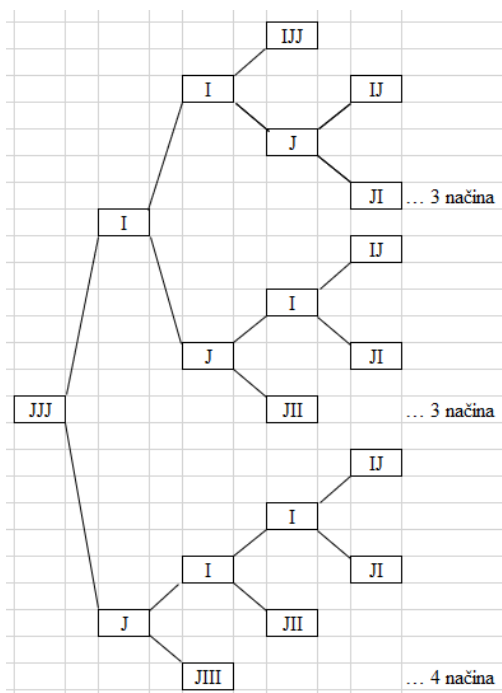 IJJ
I
IJ
J
JI … 3 načina
I
IJ
I
J
JI
JJJ
JII … 3 načina
IJ
I
I
JI
J
JII
JIII … 4 načina